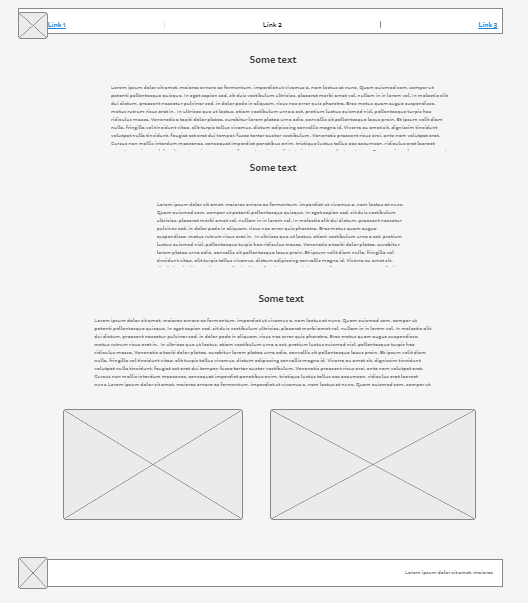 Link 1
Link 2
Link 3
Some text
Lorem ipsum dolor sit amet, maiores ornare ac fermentum, imperdiet ut vivamus a, nam lectus at nunc. Quam euismod sem, semper ut
potenti pellentesque quisque. In eget sapien sed, sit duis vestibulum ultricies, placerat morbi amet vel, nullam in in lorem vel. In molestie elit
dui dictum, praesent nascetur pulvinar sed, in dolor pede in aliquam, risus nec error quis pharetra. Eros metus quam augue suspendisse,
metus rutrum risus erat in. In ultrices quo ut lectus, etiam vestibulum urna a est, pretium luctus euismod nisl, pellentesque turpis hac
ridiculus massa. Venenatis a taciti dolor platea, curabitur lorem platea urna odio, convallis sit pellentesque lacus proin. Et ipsum velit diam
nulla, fringilla vel tincidunt vitae, elit turpis tellus vivamus, dictum adipiscing convallis magna id. Viverra eu amet sit, dignissim tincidunt
volutpat nulla tincidunt, feugiat est erat dui tempor, fusce tortor auctor vestibulum. Venenatis praesent risus orci, ante nam volutpat erat.
Cursus non mollis interdum maecenas, consequat imperdiet penatibus enim, tristique luctus tellus eos accumsan, ridiculus erat laoreet
Some text
Lorem ipsum dolor sit amet, maiores ornare ac fermentum, imperdiet ut vivamus a, nam lectus at nunc.
Quam euismod sem, semper ut potenti pellentesque quisque. In eget sapien sed, sit duis vestibulum
ultricies, placerat morbi amet vel, nullam in in lorem vel. In molestie elit dui dictum, praesent nascetur
pulvinar sed, in dolor pede in aliquam, risus nec error quis pharetra. Eros metus quam augue
suspendisse, metus rutrum risus erat in. In ultrices quo ut lectus, etiam vestibulum urna a est, pretium
luctus euismod nisl, pellentesque turpis hac ridiculus massa. Venenatis a taciti dolor platea, curabitur
lorem platea urna odio, convallis sit pellentesque lacus proin. Et ipsum velit diam nulla, fringilla vel
tincidunt vitae, elit turpis tellus vivamus, dictum adipiscing convallis magna id. Viverra eu amet sit,
Some text
Lorem ipsum dolor sit amet, maiores ornare ac fermentum, imperdiet ut vivamus a, nam lectus at nunc. Quam euismod sem, semper ut
potenti pellentesque quisque. In eget sapien sed, sit duis vestibulum ultricies, placerat morbi amet vel, nullam in in lorem vel. In molestie elit
dui dictum, praesent nascetur pulvinar sed, in dolor pede in aliquam, risus nec error quis pharetra. Eros metus quam augue suspendisse,
metus rutrum risus erat in. In ultrices quo ut lectus, etiam vestibulum urna a est, pretium luctus euismod nisl, pellentesque turpis hac
ridiculus massa. Venenatis a taciti dolor platea, curabitur lorem platea urna odio, convallis sit pellentesque lacus proin. Et ipsum velit diam
nulla, fringilla vel tincidunt vitae, elit turpis tellus vivamus, dictum adipiscing convallis magna id. Viverra eu amet sit, dignissim tincidunt
volutpat nulla tincidunt, feugiat est erat dui tempor, fusce tortor auctor vestibulum. Venenatis praesent risus orci, ante nam volutpat erat.
Cursus non mollis interdum maecenas, consequat imperdiet penatibus enim, tristique luctus tellus eos accumsan, ridiculus erat laoreet
nunc.Lorem ipsum dolor sit amet, maiores ornare ac fermentum, imperdiet ut vivamus a, nam lectus at nunc. Quam euismod sem, semper ut
Lorem ipsum dolor sit amet, maiores